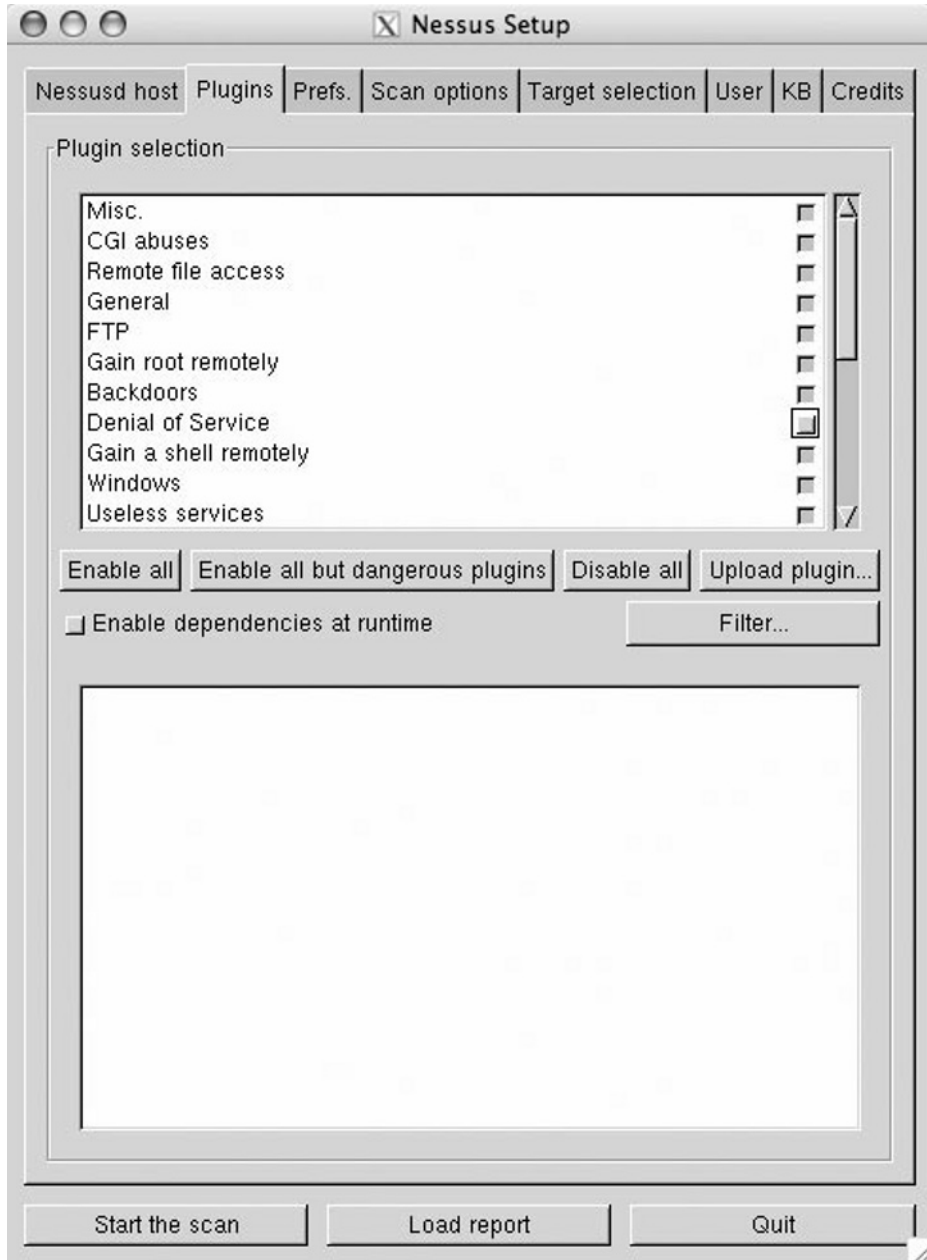 Nessus Setup
Nessusd host Plugins Prefs. Scan options Target selection User KB Credits
Plugin selection
Misc.
CGI abuses
Remote file access
General
FTP
Gain root remotely
Backdoors
Denial of Service
Gain a shell remotely
Windows
Useless services
Enable all Enable all but dangerous plugins Disable all Upload plugin...
Enable dependencies at runtime Filter...
Start the scan Load report Quit